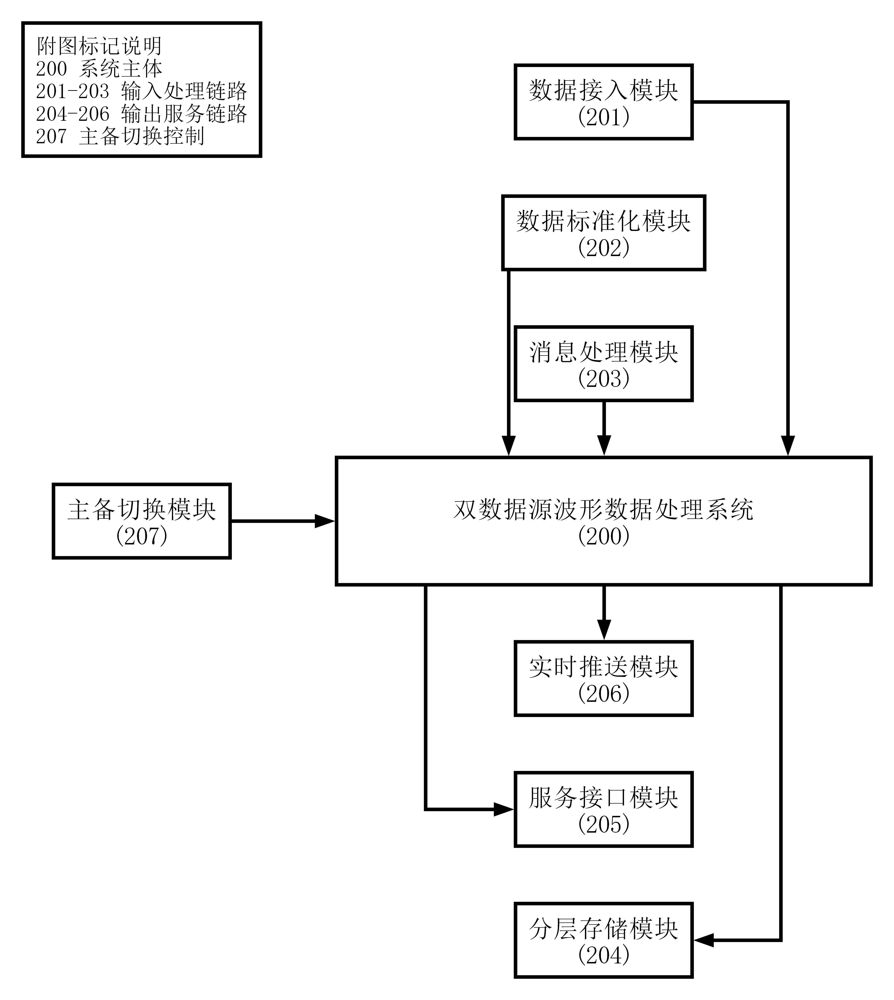 附图标记说明
200 系统主体
201-203 输入处理链路
204-206 输出服务链路
207 主备切换控制
数据接入模块
(201)
数据标准化模块
(202)
消息处理模块
(203)
主备切换模块
(207)
双数据源波形数据处理系统
(200)
实时推送模块
(206)
服务接口模块
(205)
分层存储模块
(204)